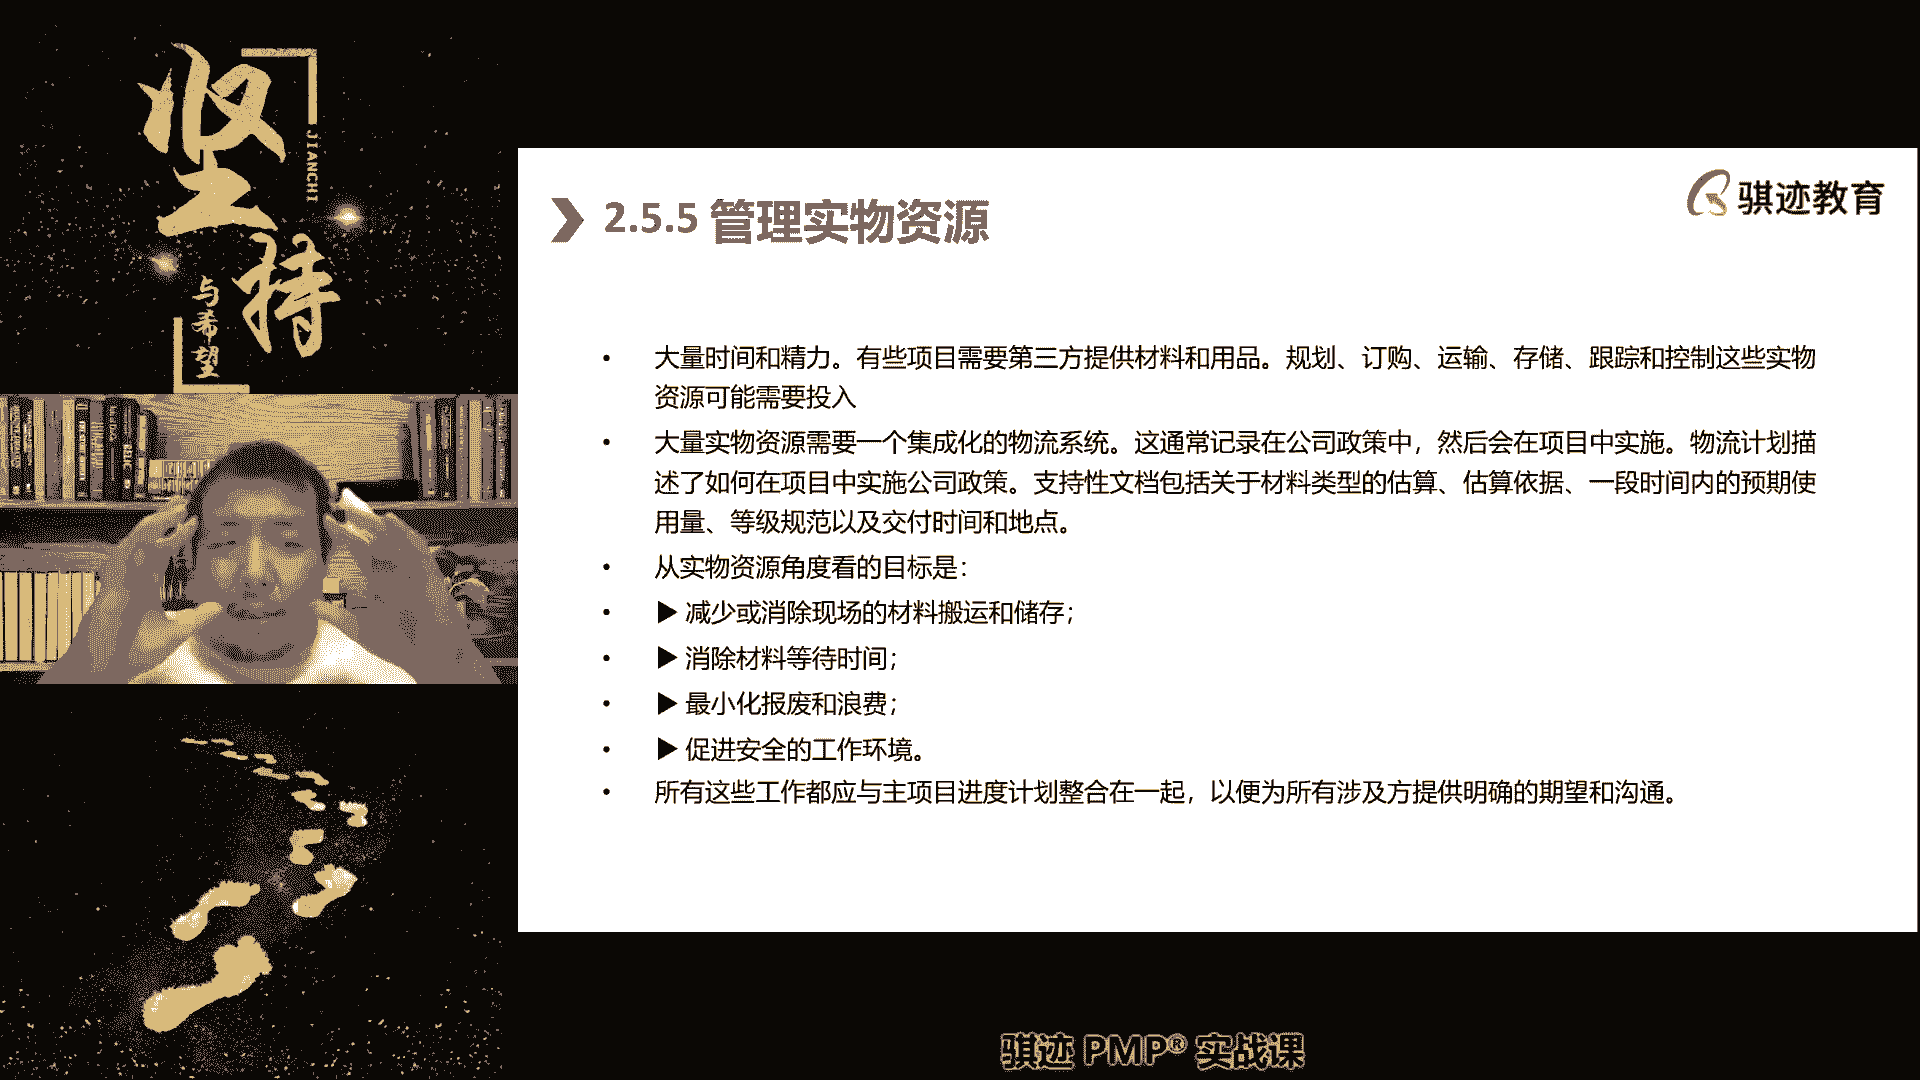 坚持
JIANCHI
与希望
骐迹教育
2.5.5 管理实物资源
• 大量时间和精力。有些项目需要第三方提供材料和用品。规划、订购、运输、存储、跟踪和控制这些实物
资源可能需要投入
• 大量实物资源需要一个集成化的物流系统。这通常记录在公司政策中，然后会在项目中实施。物流计划描
述了如何在项目中实施公司政策。支持性文档包括关于材料类型的估算、估算依据、一段时间内的预期使
用量、等级规范以及交付时间和地点。
• 从实物资源角度看的目标是：
• ▶ 减少或消除现场的材料搬运和储存；
• ▶ 消除材料等待时间；
• ▶ 最小化报废和浪费；
• ▶ 促进安全的工作环境。
• 所有这些工作都应与主项目进度计划整合在一起，以便为所有涉及方提供明确的期望和沟通。
骐迹 PMP® 实战课